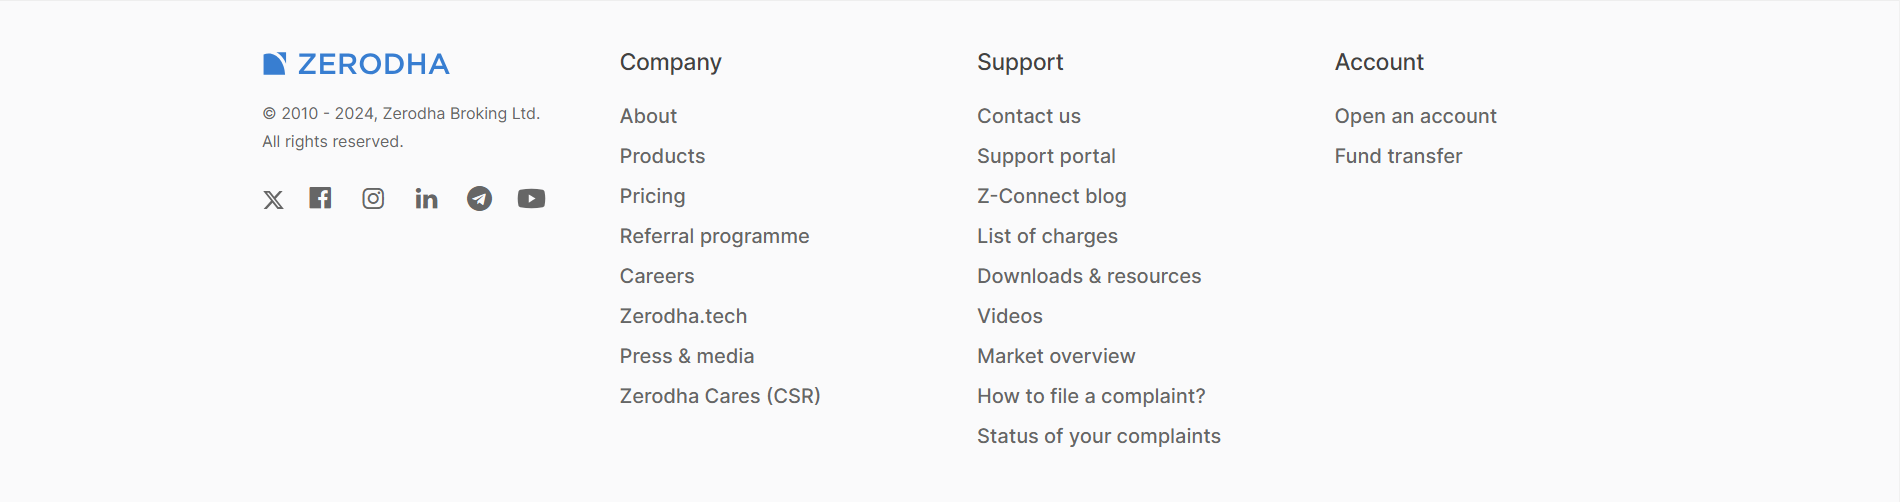 ZERODHA
© 2010 - 2024, Zerodha Broking Ltd.
All rights reserved.
Company
About
Products
Pricing
Referral programme
Careers
Zerodha.tech
Press & media
Zerodha Cares (CSR)
Support
Contact us
Support portal
Z-Connect blog
List of charges
Downloads & resources
Videos
Market overview
How to file a complaint?
Status of your complaints
Account
Open an account
Fund transfer